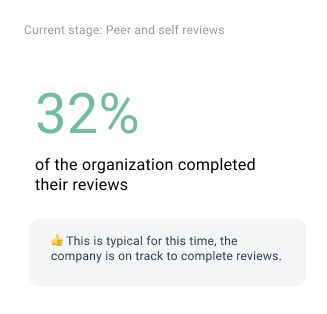 Current stage: Peer and self reviews
32%
of the organization completed
their reviews
👍 This is typical for this time, the
company is on track to complete reviews.